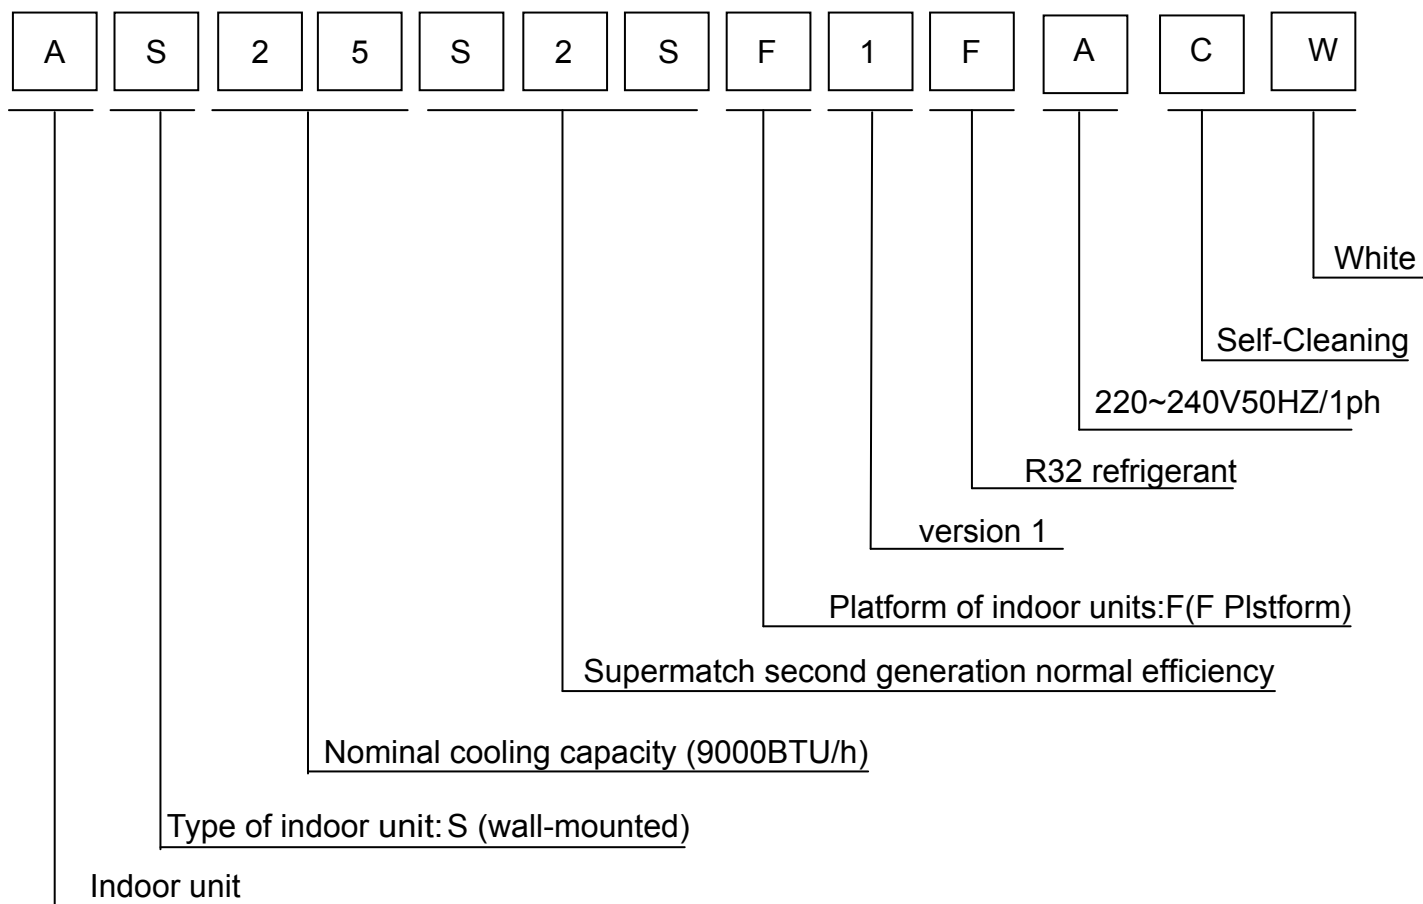 A S 2 5 S 2 S F 1 F A C W
White
Self-Cleaning
220~240V50HZ/1ph
R32 refrigerant
version 1
Platform of indoor units:F(F Plstform)
Supermatch second generation normal efficiency
Nominal cooling capacity (9000BTU/h)
Type of indoor unit: S (wall-mounted)
Indoor unit